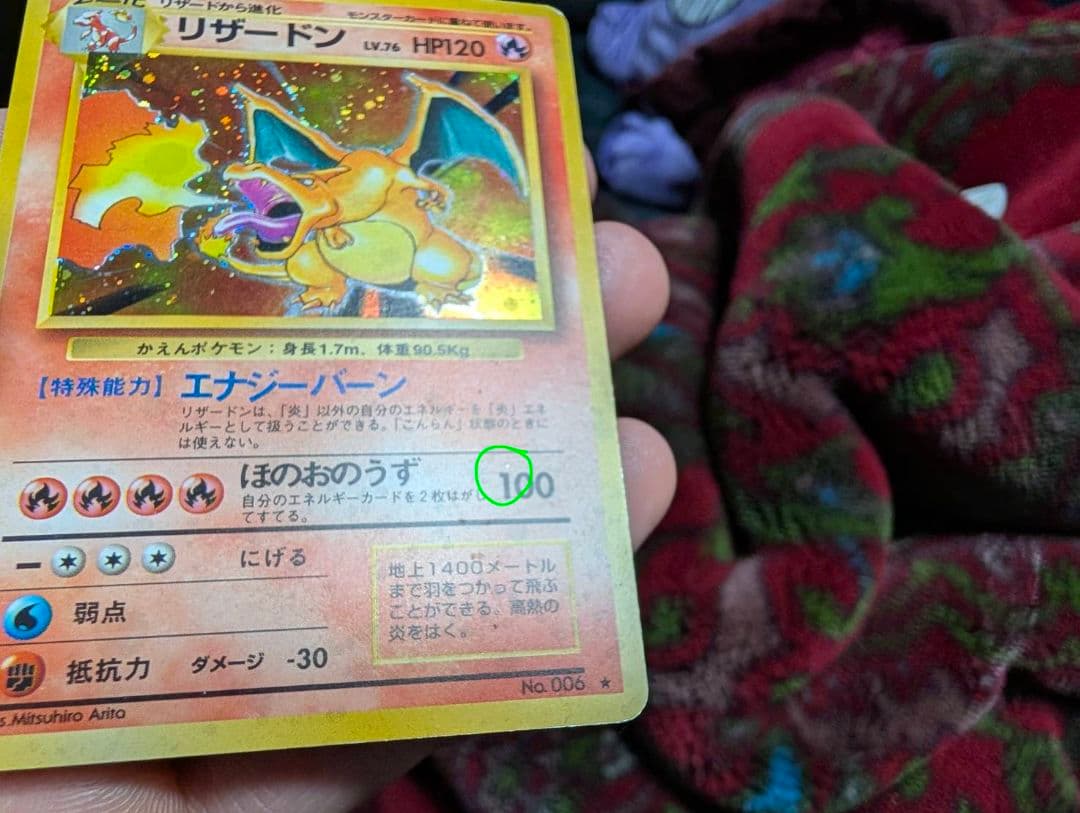 リザードから進化
モンスターカードに重ねて使います。
リザードン LV.76 HP120
かえんポケモン：身長1.7m、体重90.5Kg
【特殊能力】エナジーバーン
リザードンは、「炎」以外の自分のエネルギーを「炎」エネ
ルギーとして扱うことができる。「こんらん」状態のときに
は使えない。
ほのおのうず 100
自分のエネルギーカードを2枚はがし
てすてる。
にげる
弱点
抵抗力 ダメージ -30
地上1400メートル
まで羽をつかって飛ぶ
ことができる。高熱の
炎をはく。
No. 006 ★
s. Mitsuhiro Arita